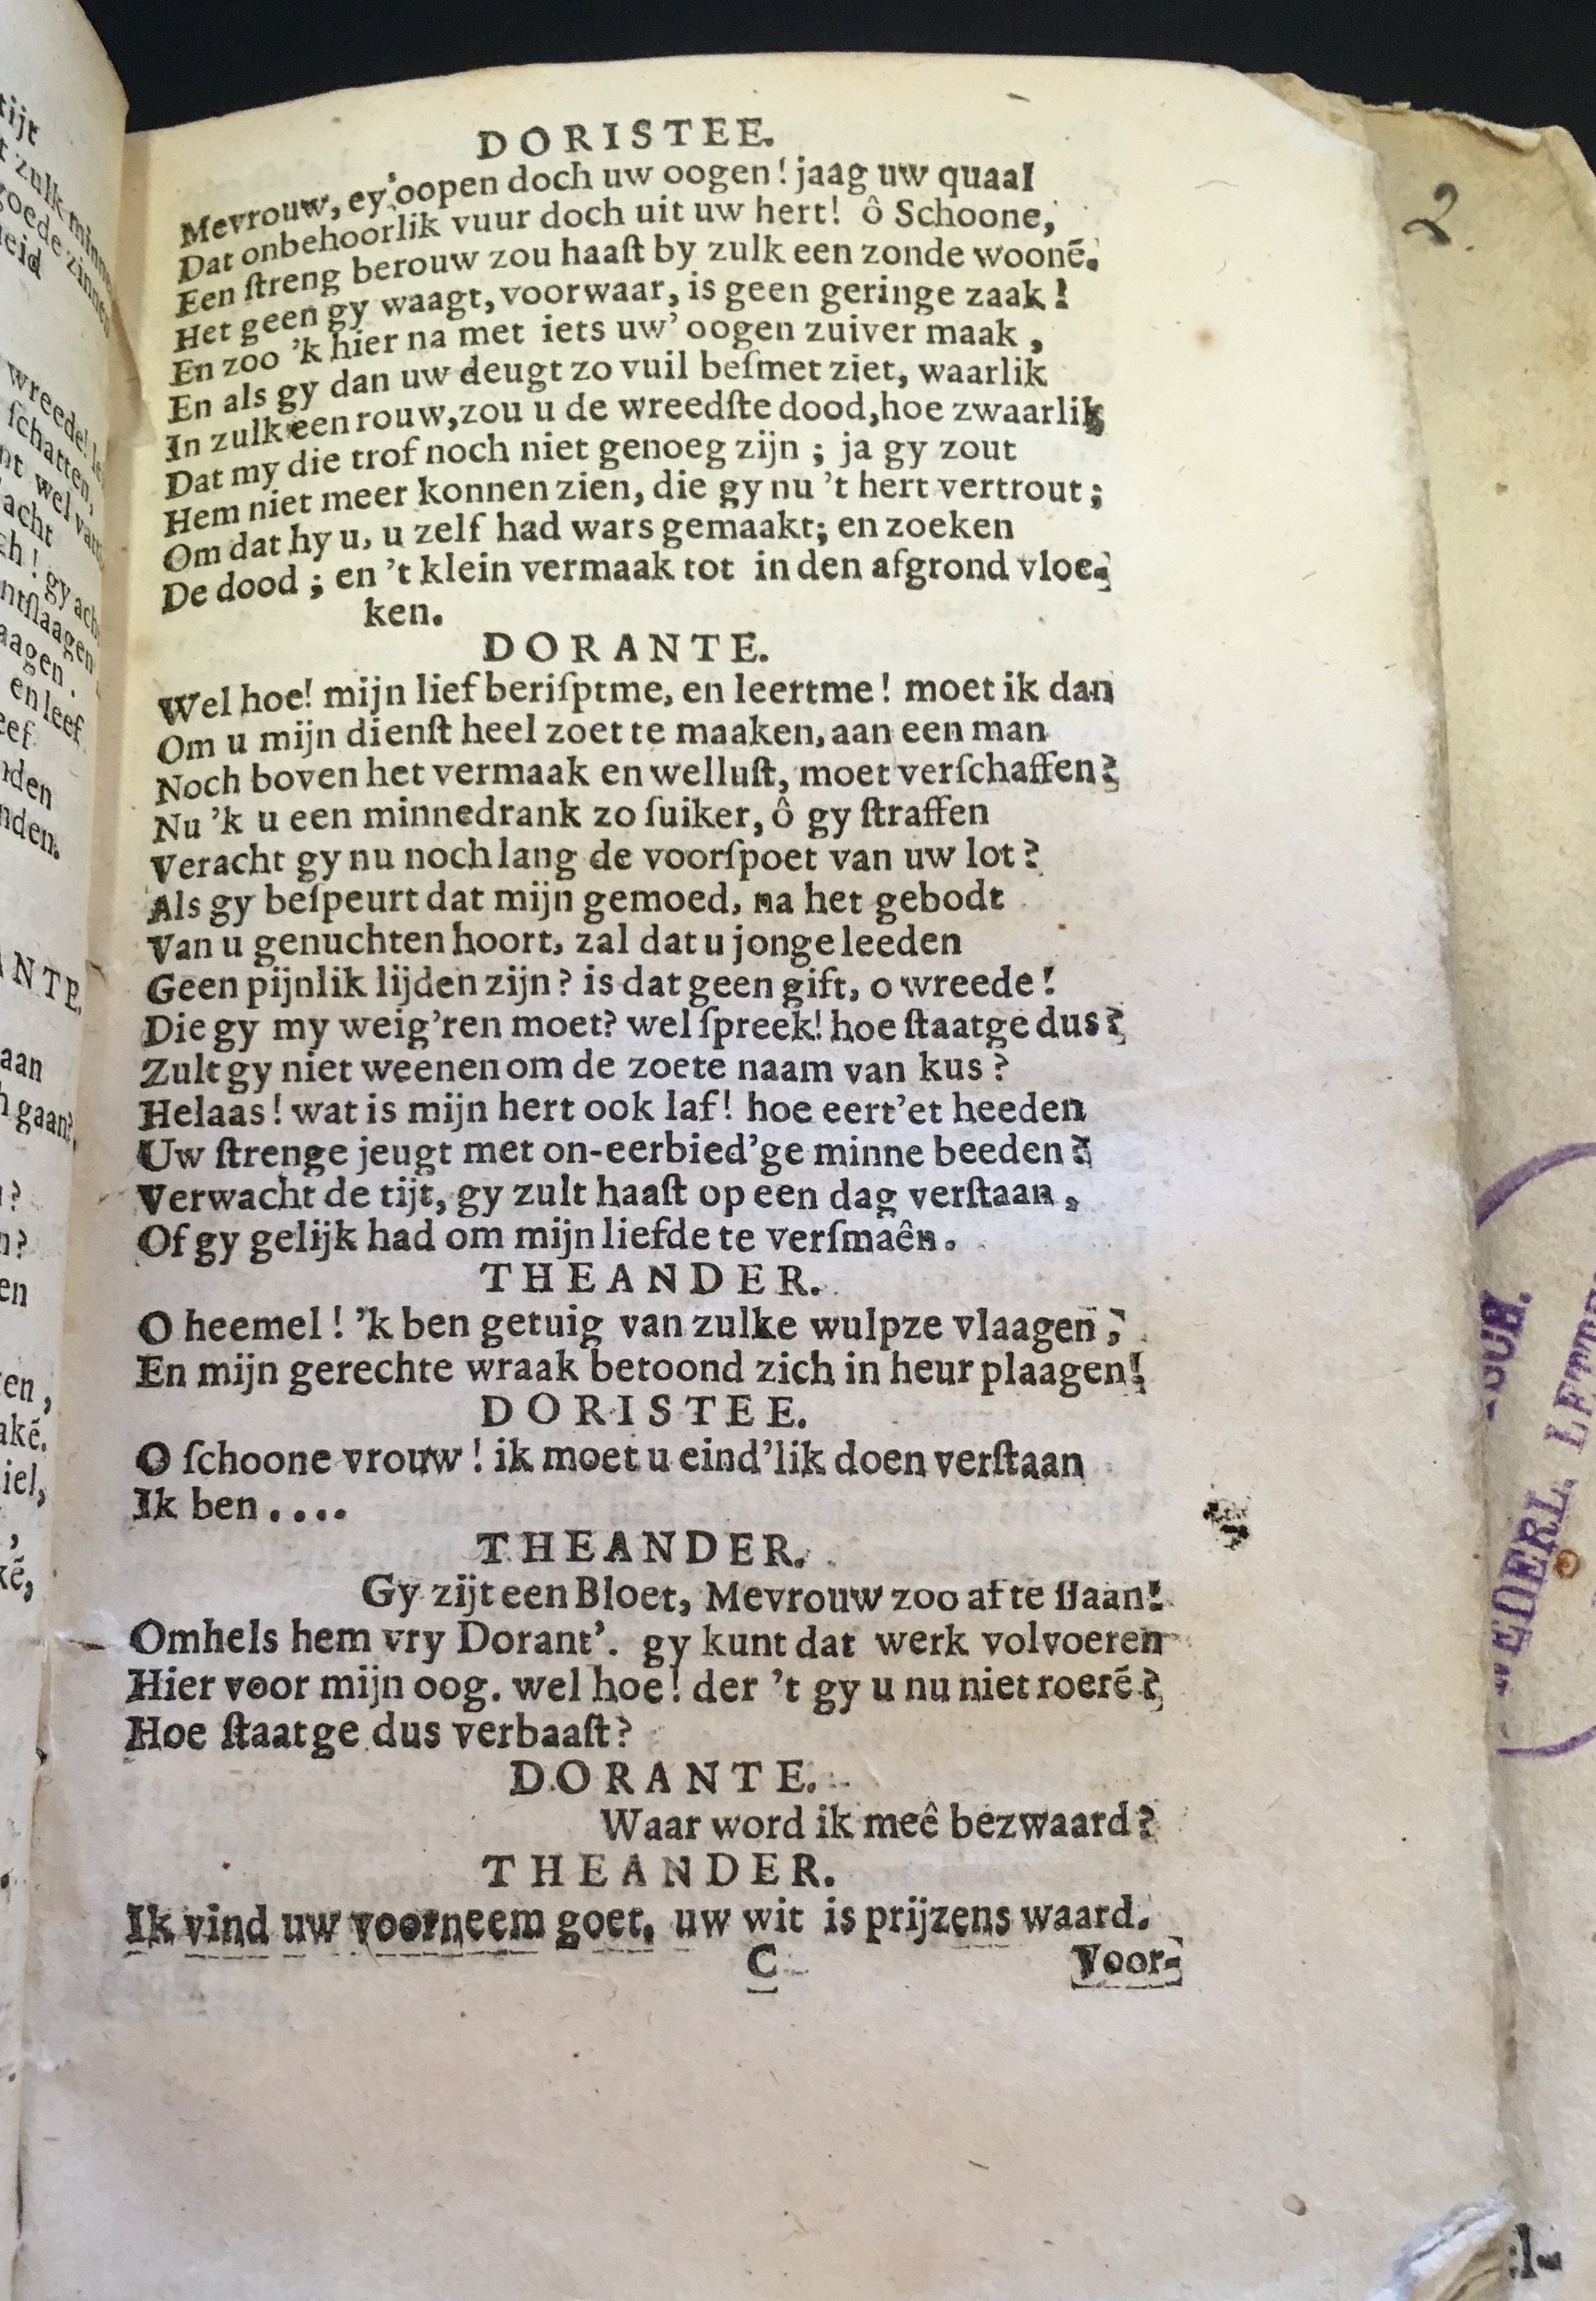 DORISTEE.
Mevrouw, ey oopen doch uw oogen! jaag uw quaal
Dat onbehoorlik vuur doch uit uw hert! ô Schoone,
Een ſtreng berouw zou haaſt by zulk een zonde woonē.
Het geen gy waagt, voorwaar, is geen geringe zaak!
En zoo 'k hier na met iets uw' oogen zuiver maak,
En als gy dan uw deugt zo vuil beſmet ziet, waarlik
In zulk een rouw, zou u de wreedſte dood, hoe zwaarlik
Dat my die trof noch niet genoeg zijn; ja gy zout
Hem niet meer konnen zien, die gy nu 't hert vertrout;
Om dat hy u, u zelf had wars gemaakt; en zoeken
De dood; en 't klein vermaak tot in den afgrond vloe-
ken.
DORANTE.
Wel hoe! mijn lief beriſptme, en leertme! moet ik dan
Om u mijn dienſt heel zoet te maaken, aan een man
Noch boven het vermaak en welluſt, moet verſchaffen?
Nu 'k u een minnedrank zo ſuiker, ô gy ſtraffen
Veracht gy nu noch lang de voorſpoet van uw lot?
Als gy beſpeurt dat mijn gemoed, na het gebodt
Van u genuchten hoort, zal dat u jonge leeden
Geen pijnlik lijden zijn? is dat geen gift, o wreede!
Die gy my weig'ren moet? wel ſpreek! hoe ſtaatge dus?
Zult gy niet weenen om de zoete naam van kus?
Helaas! wat is mijn hert ook laf! hoe eert'et heeden
Uw ſtrenge jeugt met on-eerbied'ge minne beeden?
Verwacht de tijt, gy zult haaſt op een dag verſtaan,
Of gy gelijk had om mijn liefde te verſmaên.
THEANDER.
O heemel! 'k ben getuig van zulke wulpze vlaagen,
En mijn gerechte wraak betoond zich in heur plaagen!
DORISTEE.
O ſchoone vrouw! ik moet u eind'lik doen verſtaan
Ik ben....
THEANDER.
Gy zijt een Bloet, Mevrouw zoo af te ſlaan!
Omhels hem vry Dorant'. gy kunt dat werk volvoeren
Hier voor mijn oog. wel hoe! der 't gy u nu niet roerē?
Hoe ſtaatge dus verbaaſt?
DORANTE.
Waar word ik meê bezwaard?
THEANDER.
Ik vind uw voorneem goet, uw wit is prijzens waard.
C Voor-
2.